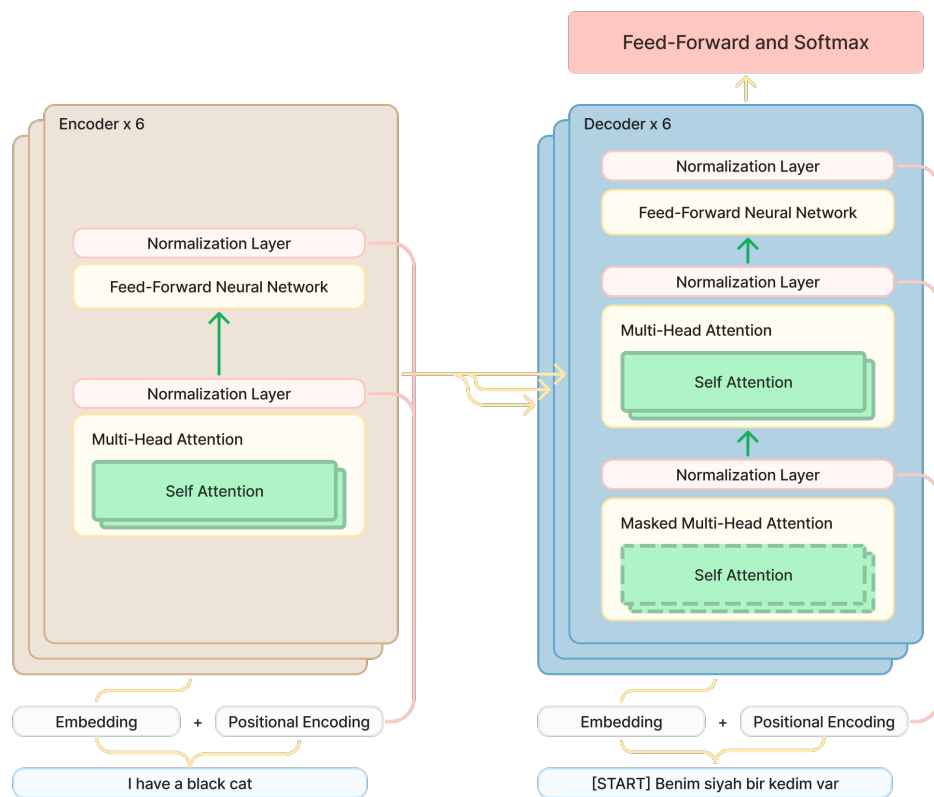 Feed-Forward and Softmax
Encoder x 6
Normalization Layer
Feed-Forward Neural Network
Normalization Layer
Multi-Head Attention
Self Attention
Embedding
+
Positional Encoding
I have a black cat
Decoder x 6
Normalization Layer
Feed-Forward Neural Network
Normalization Layer
Multi-Head Attention
Self Attention
Normalization Layer
Masked Multi-Head Attention
Self Attention
Embedding
+
Positional Encoding
[START] Benim siyah bir kedim var